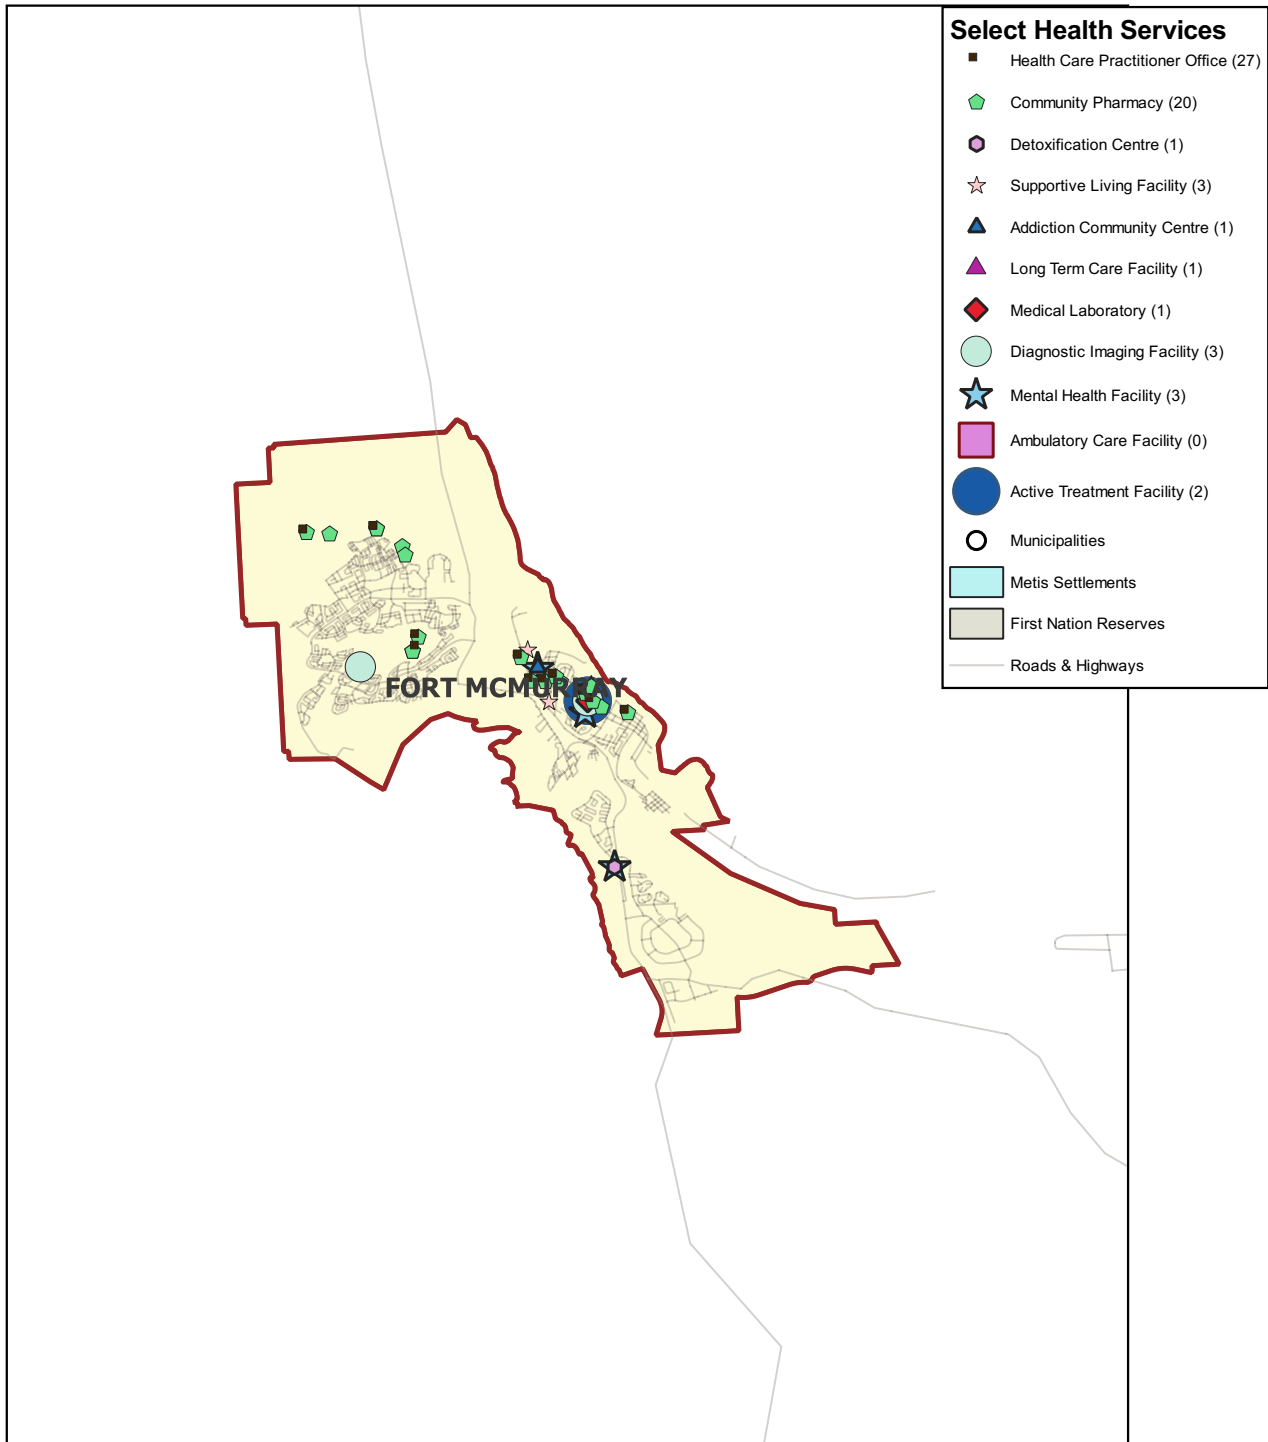 Select Health Services
Health Care Practitioner Office (27)
Community Pharmacy (20)
Detoxification Centre (1)
Supportive Living Facility (3)
Addiction Community Centre (1)
Long Term Care Facility (1)
Medical Laboratory (1)
Diagnostic Imaging Facility (3)
Mental Health Facility (3)
Ambulatory Care Facility (0)
Active Treatment Facility (2)
Municipalities
Metis Settlements
First Nation Reserves
Roads & Highways
FORT MCMURRAY